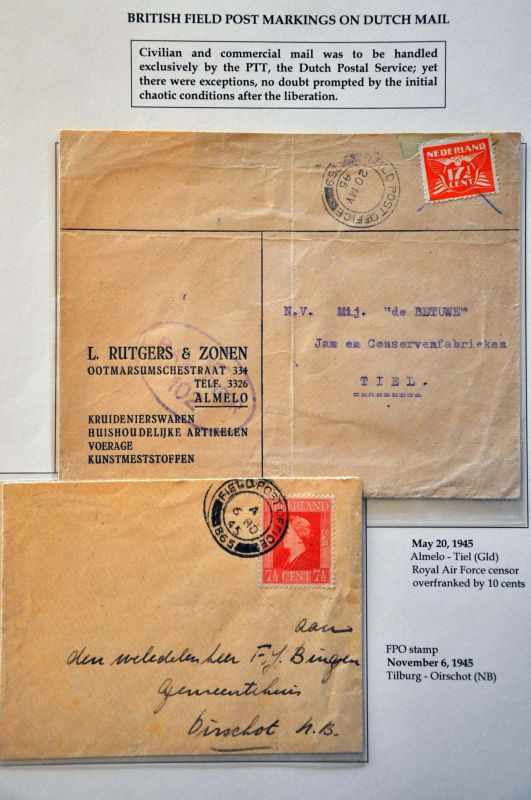 BRITISH FIELD POST MARKINGS ON DUTCH MAIL
Civilian and commercial mail was to be handled
exclusively by the PTT, the Dutch Postal Service; yet
there were exceptions, no doubt prompted by the initial
chaotic conditions after the liberation.
FIELD POST OFFICE
20 MY
45
NEDERLAND
17½
CENT
N.V. Mij. "de BETUWE"
Jam en Conservenfabrieken
TIEL.
========
L. RUTGERS & ZONEN
OOTMARSUMSCHESTRAAT 334
TELF. 3326
ALMELO
KRUIDENIERSWAREN
HUISHOUDELIJKE ARTIKELEN
VOERAGE
KUNSTMESTSTOFFEN
FIELD POST OFFICE
A
6 NO
45
865
ERLAND
7½ CENT 7½
May 20, 1945
Almelo - Tiel (Gld)
Royal Air Force censor
overfranked by 10 cents
aan
den weledelen heer F. J. Bingen
Gemeentehuis
Oirschot N.B.
FPO stamp
November 6, 1945
Tilburg - Oirschot (NB)